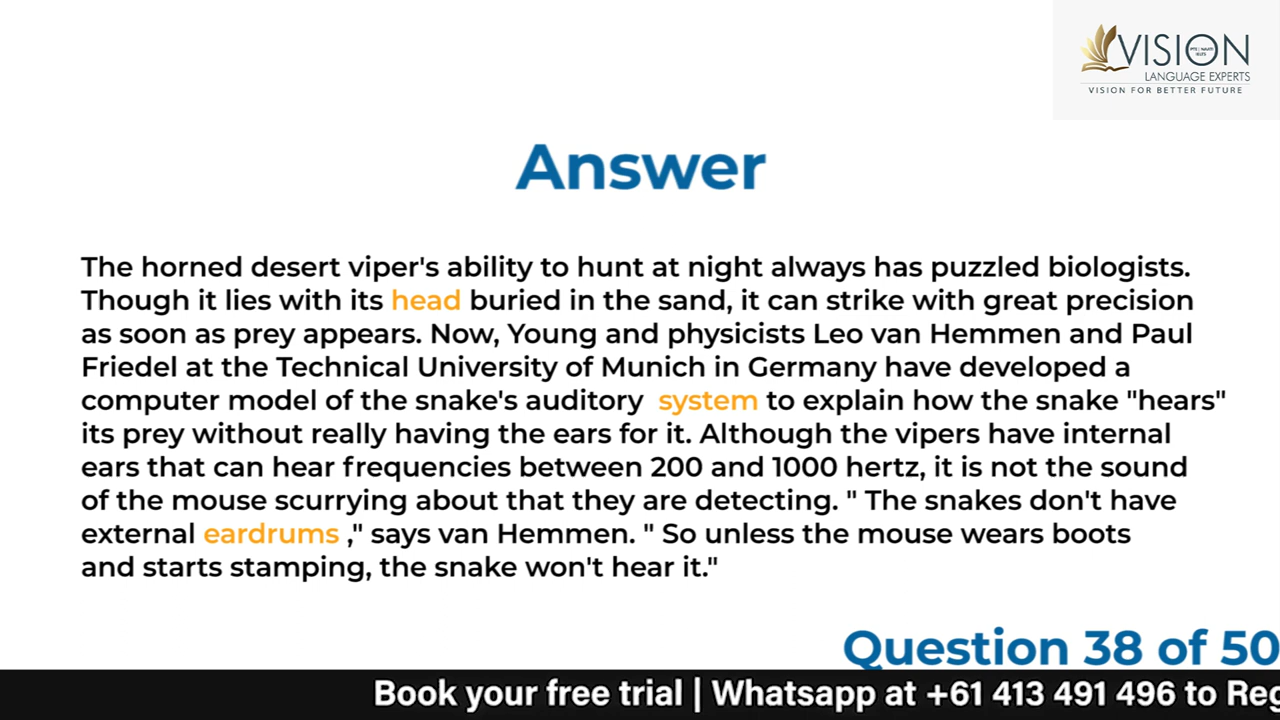 VISION
LANGUAGE EXPERTS
VISION FOR BETTER FUTURE
Answer
The horned desert viper's ability to hunt at night always has puzzled biologists.
Though it lies with its head buried in the sand, it can strike with great precision
as soon as prey appears. Now, Young and physicists Leo van Hemmen and Paul
Friedel at the Technical University of Munich in Germany have developed a
computer model of the snake's auditory system to explain how the snake "hears"
its prey without really having the ears for it. Although the vipers have internal
ears that can hear frequencies between 200 and 1000 hertz, it is not the sound
of the mouse scurrying about that they are detecting. " The snakes don't have
external eardrums ," says van Hemmen. " So unless the mouse wears boots
and starts stamping, the snake won't hear it."
Question 38 of 50
Book your free trial | Whatsapp at +61 413 491 496 to Reg